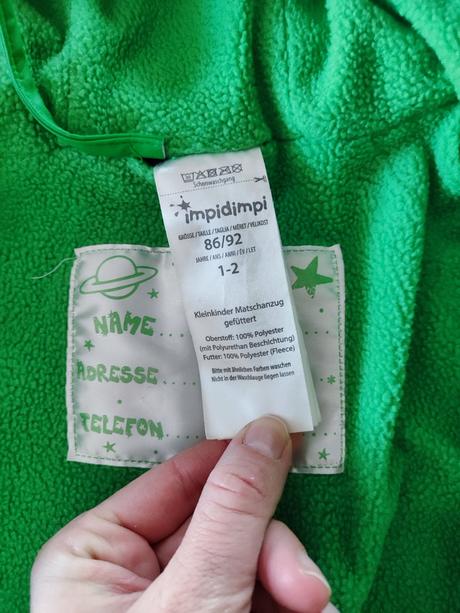 Schonwaschgang
impidimpi
GRÖSSE / TAILLE / TAGLIA / MÉRET / VELIKOST
86/92
JAHRE / ANS / ANNI / ÉV / LET
1-2
Kleinkinder Matschanzug
gefüttert
Oberstoff: 100% Polyester
(mit Polyurethan Beschichtung)
Futter: 100% Polyester (Fleece)
Bitte mit ähnlichen Farben waschen
Nicht in der Waschlauge liegen lassen
NAME
ADRESSE
TELEFON